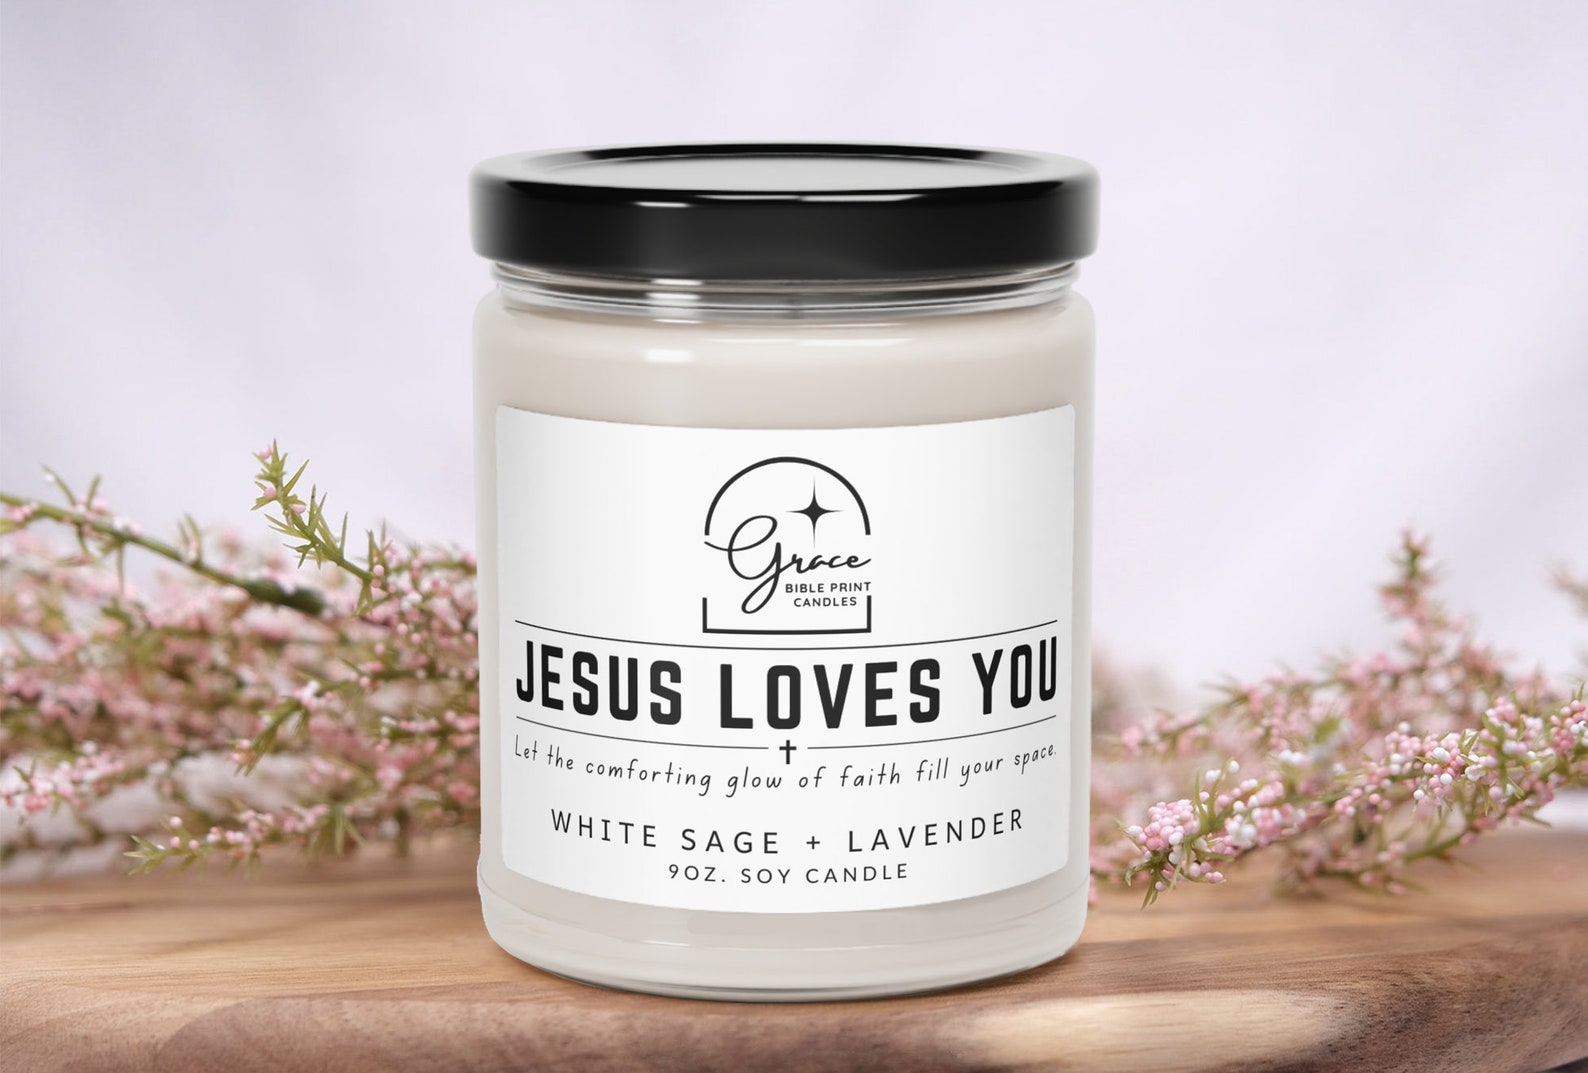 Grace
BIBLE PRINT
CANDLES
JESUS LOVES YOU
Let the comforting glow of faith fill your space.
WHITE SAGE + LAVENDER
9OZ. SOY CANDLE